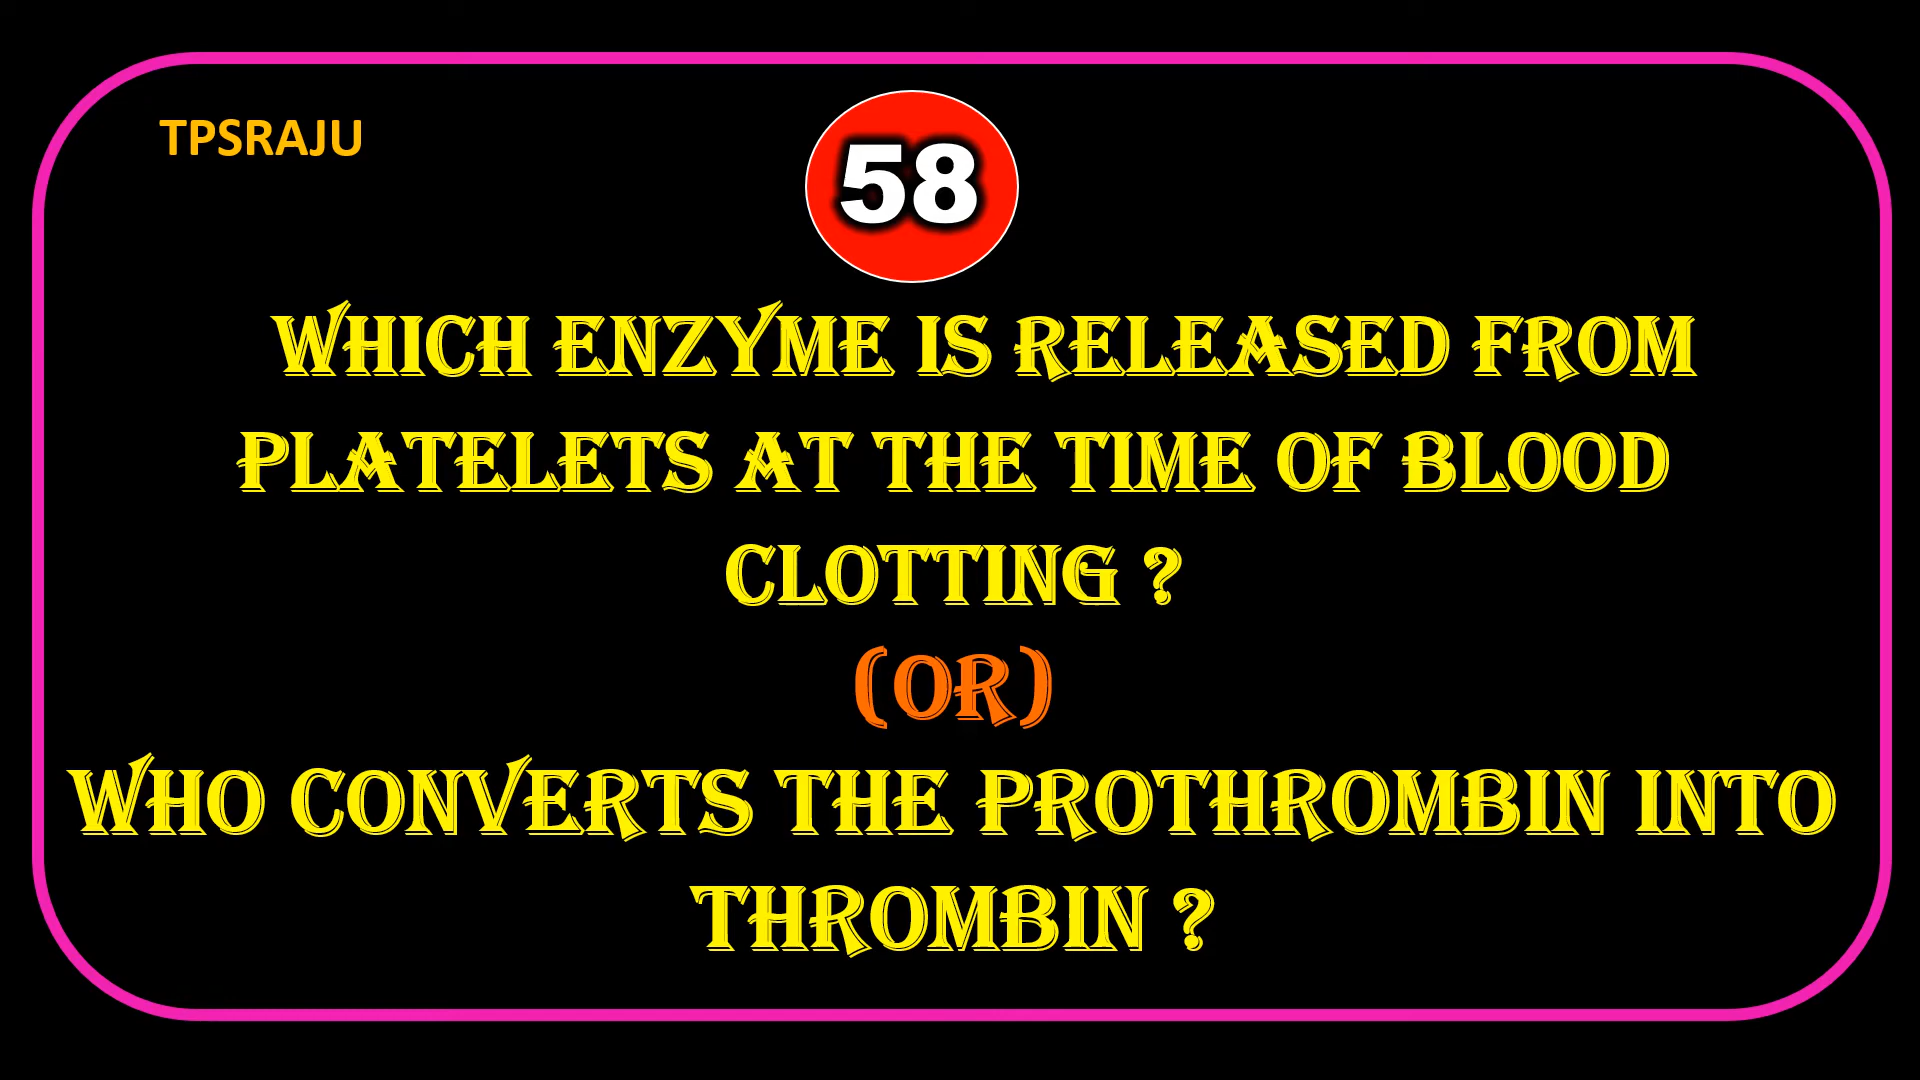 TPSRAJU
58
WHICH ENZYME IS RELEASED FROM
PLATELETS AT THE TIME OF BLOOD
CLOTTING ?
(OR)
WHO CONVERTS THE PROTHROMBIN INTO
THROMBIN ?